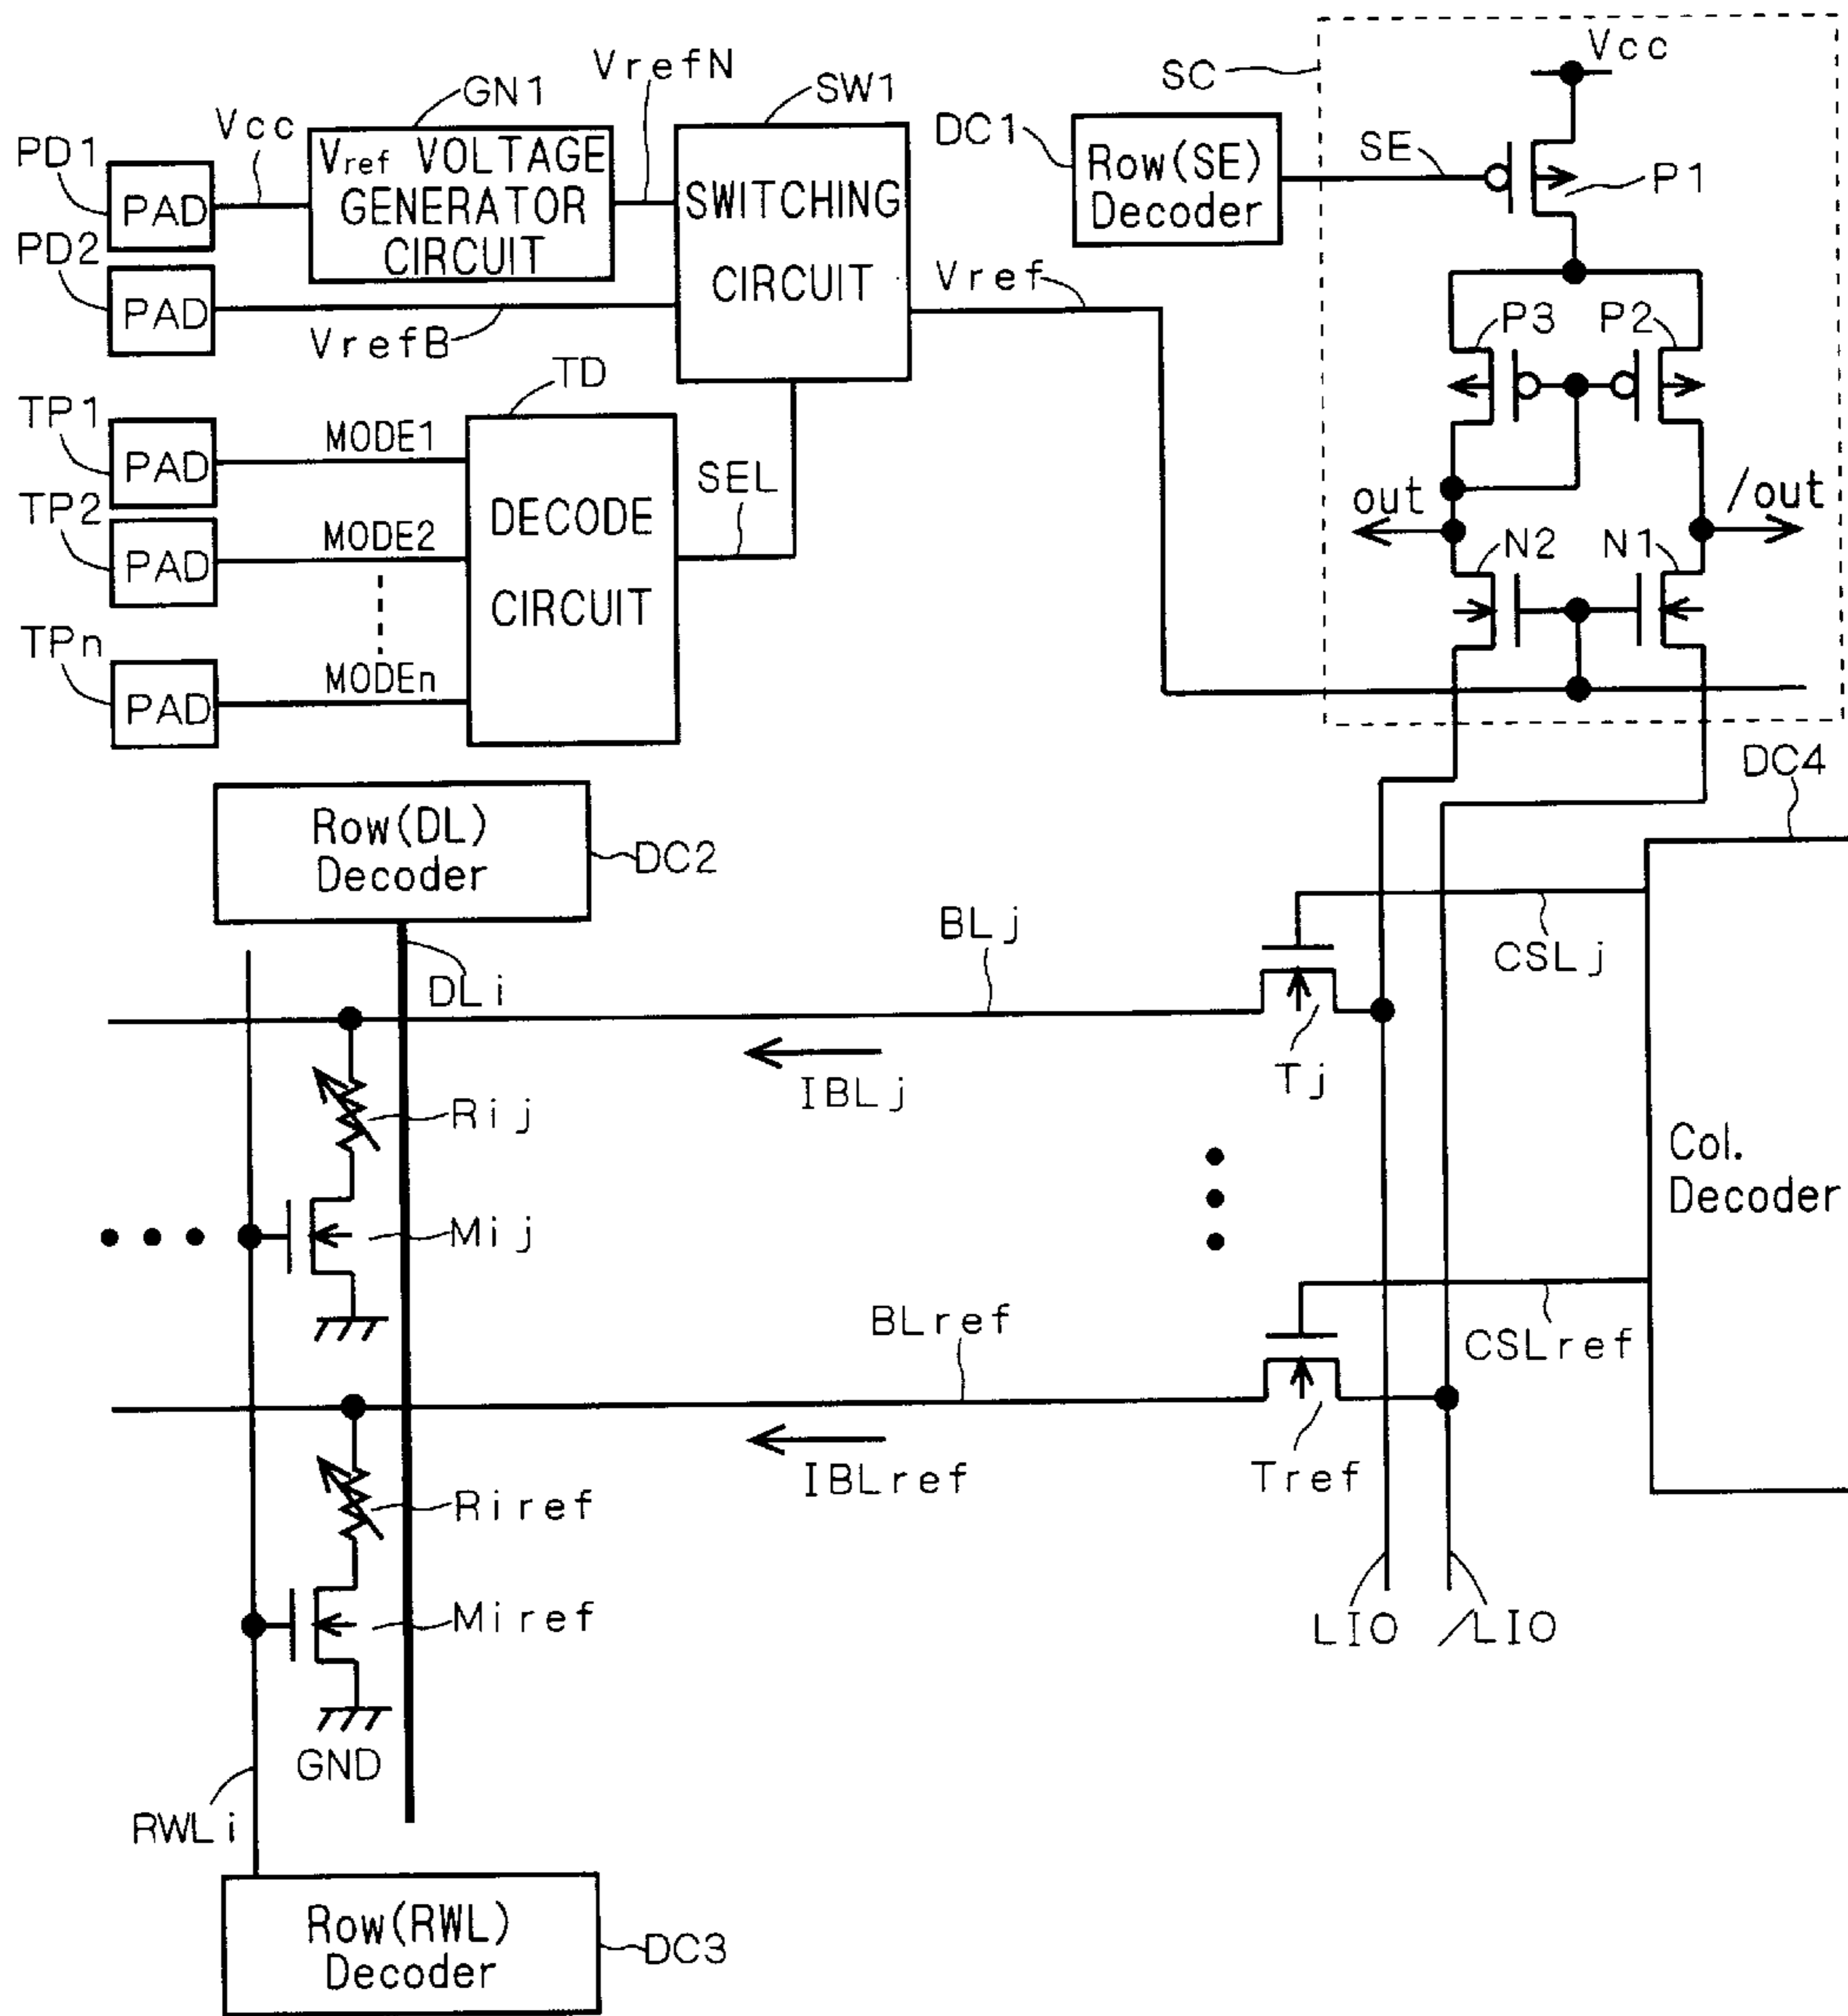 Vcc
SC
VrefN
GN1
SW1
Vcc
DC1
PD1
Vref VOLTAGE
GENERATOR
CIRCUIT
SWITCHING
CIRCUIT
Row(SE)
Decoder
SE
P1
PAD
PD2
PAD
VrefB
Vref
P3
P2
TD
TP1
PAD
MODE1
DECODE
CIRCUIT
SEL
out
/out
TP2
PAD
MODE2
N2
N1
TPn
PAD
MODEn
DC4
Row(DL)
Decoder
DC2
BLj
CSLj
DLi
IBLj
Tj
Rij
Col.
Decoder
Mij
BLref
CSLref
IBLref
Tref
Riref
Miref
LIO
/LIO
GND
RWLi
Row(RWL)
Decoder
DC3